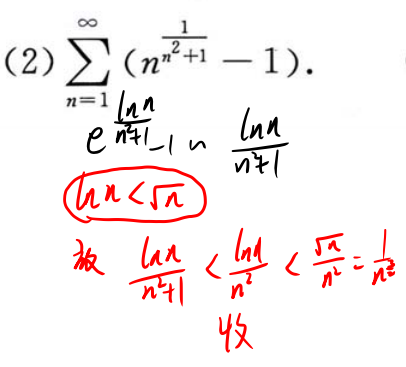 (2) $\sum_{n=1}^{\infty} (n^{\frac{1}{n^2+1}} - 1).$
$e^{\frac{\ln n}{n^2+1}} - 1 \sim \frac{\ln n}{n^2+1}$
$\ln n < \sqrt{n}$
故 $\frac{\ln n}{n^2+1} < \frac{\ln n}{n^2} < \frac{\sqrt{n}}{n^2} = \frac{1}{n^{\frac{3}{2}}}$
收